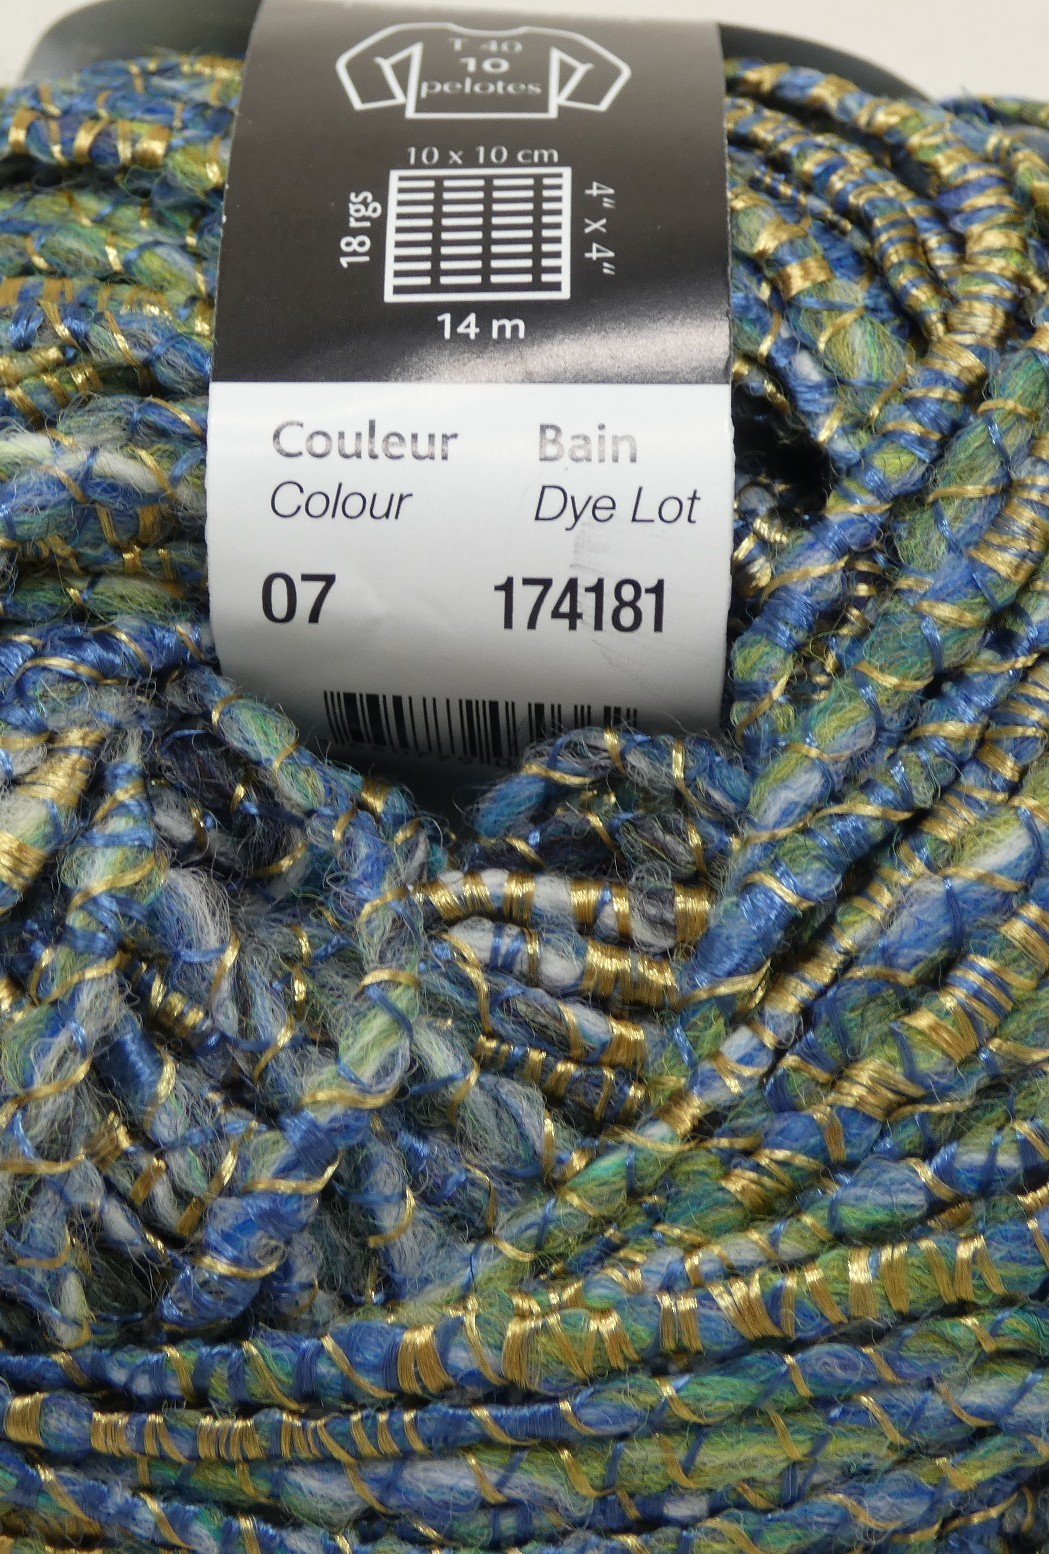 T 40
10
pelotes
10 x 10 cm
18 rgs
4" x 4"
14 m
Couleur Bain
Colour Dye Lot
07 174181